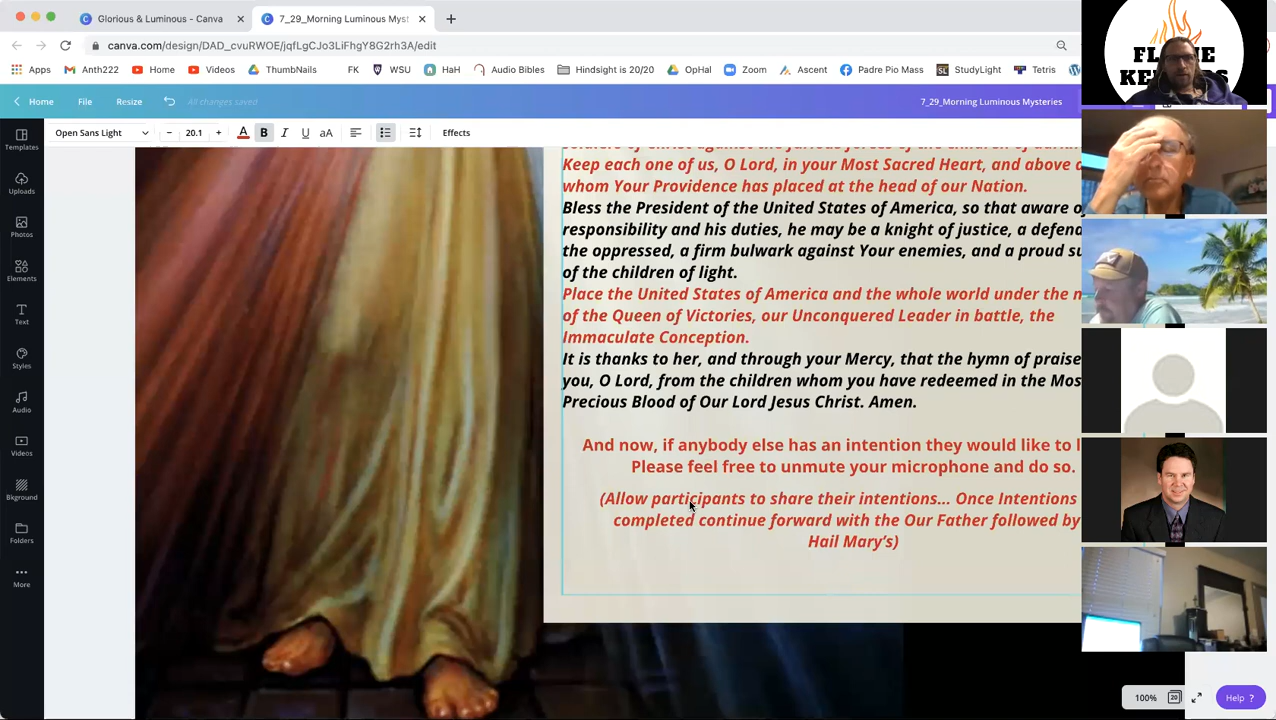 Glorious & Luminous - Canva
7_29_Morning Luminous Myst
canva.com/design/DAD_cvuRWOE/jqfLgCJo3LiFhgY8G2rh3A/edit
Apps Anth222 Home Videos ThumbNails FK WSU HaH Audio Bibles Hindsight is 20/20 OpHal Zoom Ascent Padre Pio Mass StudyLight Tetris
Home File Resize All changes saved 7_29_Morning Luminous Mysteries
Open Sans Light 20.1 A B I U aA Effects
Templates
Uploads
Photos
Elements
Text
Styles
Audio
Videos
Bkground
Folders
More
Keep each one of us, O Lord, in your Most Sacred Heart, and above a
whom Your Providence has placed at the head of our Nation.
Bless the President of the United States of America, so that aware of
responsibility and his duties, he may be a knight of justice, a defend
the oppressed, a firm bulwark against Your enemies, and a proud su
of the children of light.
Place the United States of America and the whole world under the m
of the Queen of Victories, our Unconquered Leader in battle, the
Immaculate Conception.
It is thanks to her, and through your Mercy, that the hymn of praise
you, O Lord, from the children whom you have redeemed in the Mos
Precious Blood of Our Lord Jesus Christ. Amen.
And now, if anybody else has an intention they would like to l
Please feel free to unmute your microphone and do so.
(Allow participants to share their intentions... Once Intentions
completed continue forward with the Our Father followed by
Hail Mary's)
100% 20 Help ?